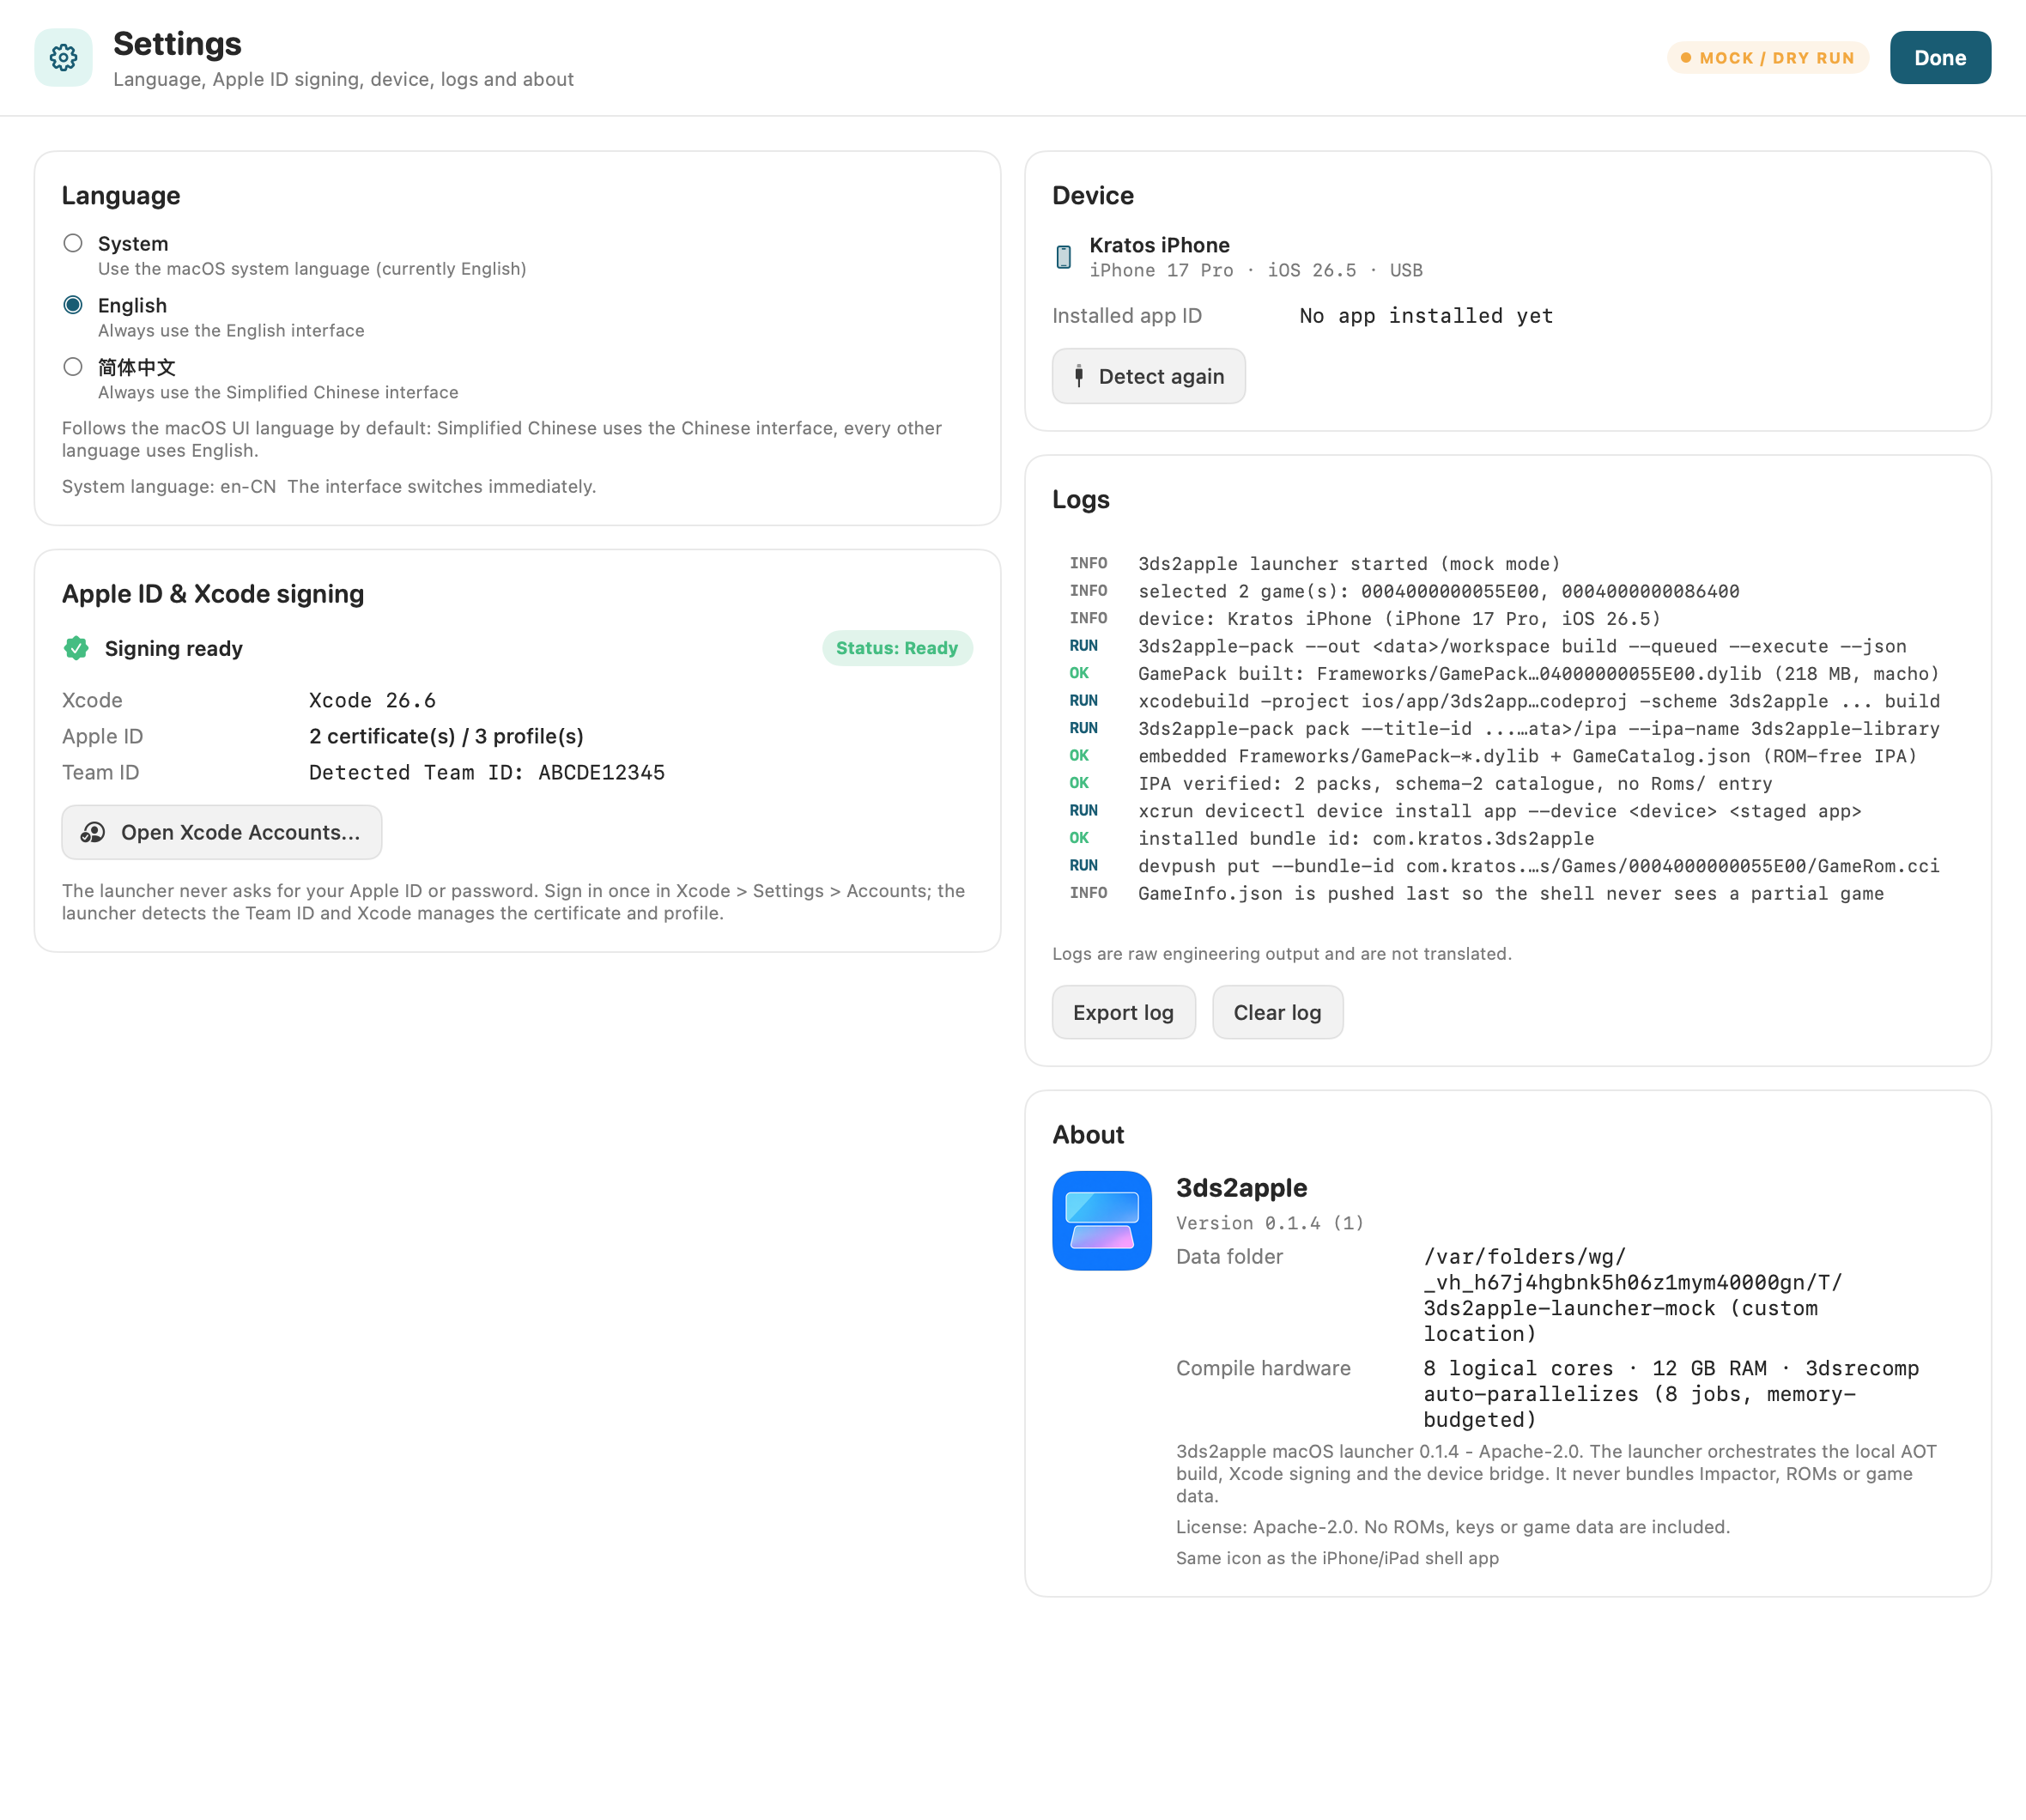 Settings
Language, Apple ID signing, device, logs and about
MOCK / DRY RUN
Done
Language
System
Use the macOS system language (currently English)
English
Always use the English interface
简体中文
Always use the Simplified Chinese interface
Follows the macOS UI language by default: Simplified Chinese uses the Chinese interface, every other
language uses English.
System language: en-CN  The interface switches immediately.
Apple ID & Xcode signing
Signing ready
Status: Ready
Xcode Xcode 26.6
Apple ID 2 certificate(s) / 3 profile(s)
Team ID Detected Team ID: ABCDE12345
Open Xcode Accounts...
The launcher never asks for your Apple ID or password. Sign in once in Xcode > Settings > Accounts; the
launcher detects the Team ID and Xcode manages the certificate and profile.
Device
Kratos iPhone
iPhone 17 Pro · iOS 26.5 · USB
Installed app ID No app installed yet
Detect again
Logs
INFO 3ds2apple launcher started (mock mode)
INFO selected 2 game(s): 0004000000055E00, 0004000000086400
INFO device: Kratos iPhone (iPhone 17 Pro, iOS 26.5)
RUN 3ds2apple-pack --out <data>/workspace build --queued --execute --json
OK GamePack built: Frameworks/GamePack…04000000055E00.dylib (218 MB, macho)
RUN xcodebuild -project ios/app/3ds2app…codeproj -scheme 3ds2apple ... build
RUN 3ds2apple-pack pack --title-id ...…ata>/ipa --ipa-name 3ds2apple-library
OK embedded Frameworks/GamePack-*.dylib + GameCatalog.json (ROM-free IPA)
OK IPA verified: 2 packs, schema-2 catalogue, no Roms/ entry
RUN xcrun devicectl device install app --device <device> <staged app>
OK installed bundle id: com.kratos.3ds2apple
RUN devpush put --bundle-id com.kratos.…s/Games/0004000000055E00/GameRom.cci
INFO GameInfo.json is pushed last so the shell never sees a partial game
Logs are raw engineering output and are not translated.
Export log
Clear log
About
3ds2apple
Version 0.1.4 (1)
Data folder /var/folders/wg/
_vh_h67j4hgbnk5h06z1mym40000gn/T/
3ds2apple-launcher-mock (custom
location)
Compile hardware 8 logical cores · 12 GB RAM · 3dsrecomp
auto-parallelizes (8 jobs, memory-
budgeted)
3ds2apple macOS launcher 0.1.4 - Apache-2.0. The launcher orchestrates the local AOT
build, Xcode signing and the device bridge. It never bundles Impactor, ROMs or game
data.
License: Apache-2.0. No ROMs, keys or game data are included.
Same icon as the iPhone/iPad shell app